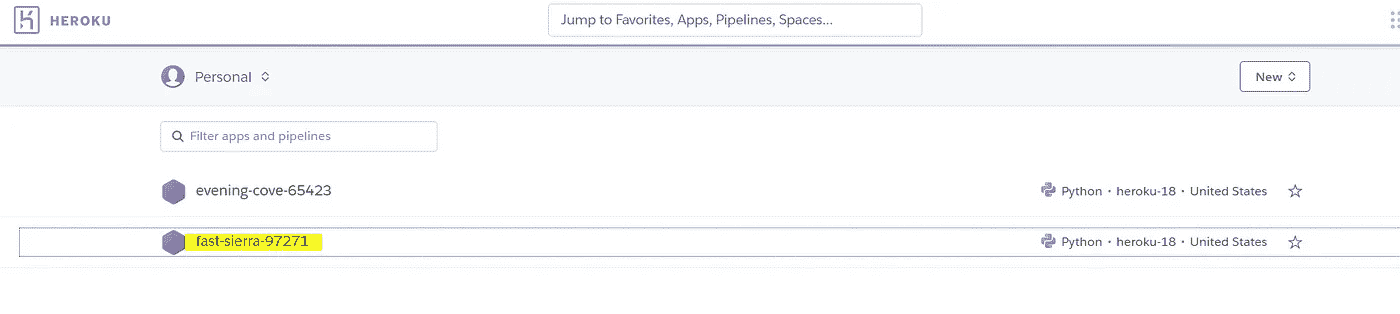 HEROKU Jump to Favorites, Apps, Pipelines, Spaces...
Personal New
Filter apps and pipelines
evening-cove-65423 Python · heroku-18 · United States
fast-sierra-97271 Python · heroku-18 · United States